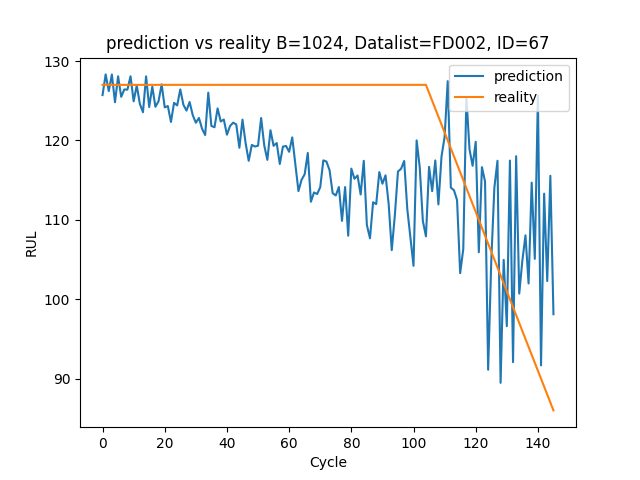 prediction vs reality B=1024, Datalist=FD002, ID=67
prediction
reality
130
120
110
100
90
RUL
0 20 40 60 80 100 120 140
Cycle